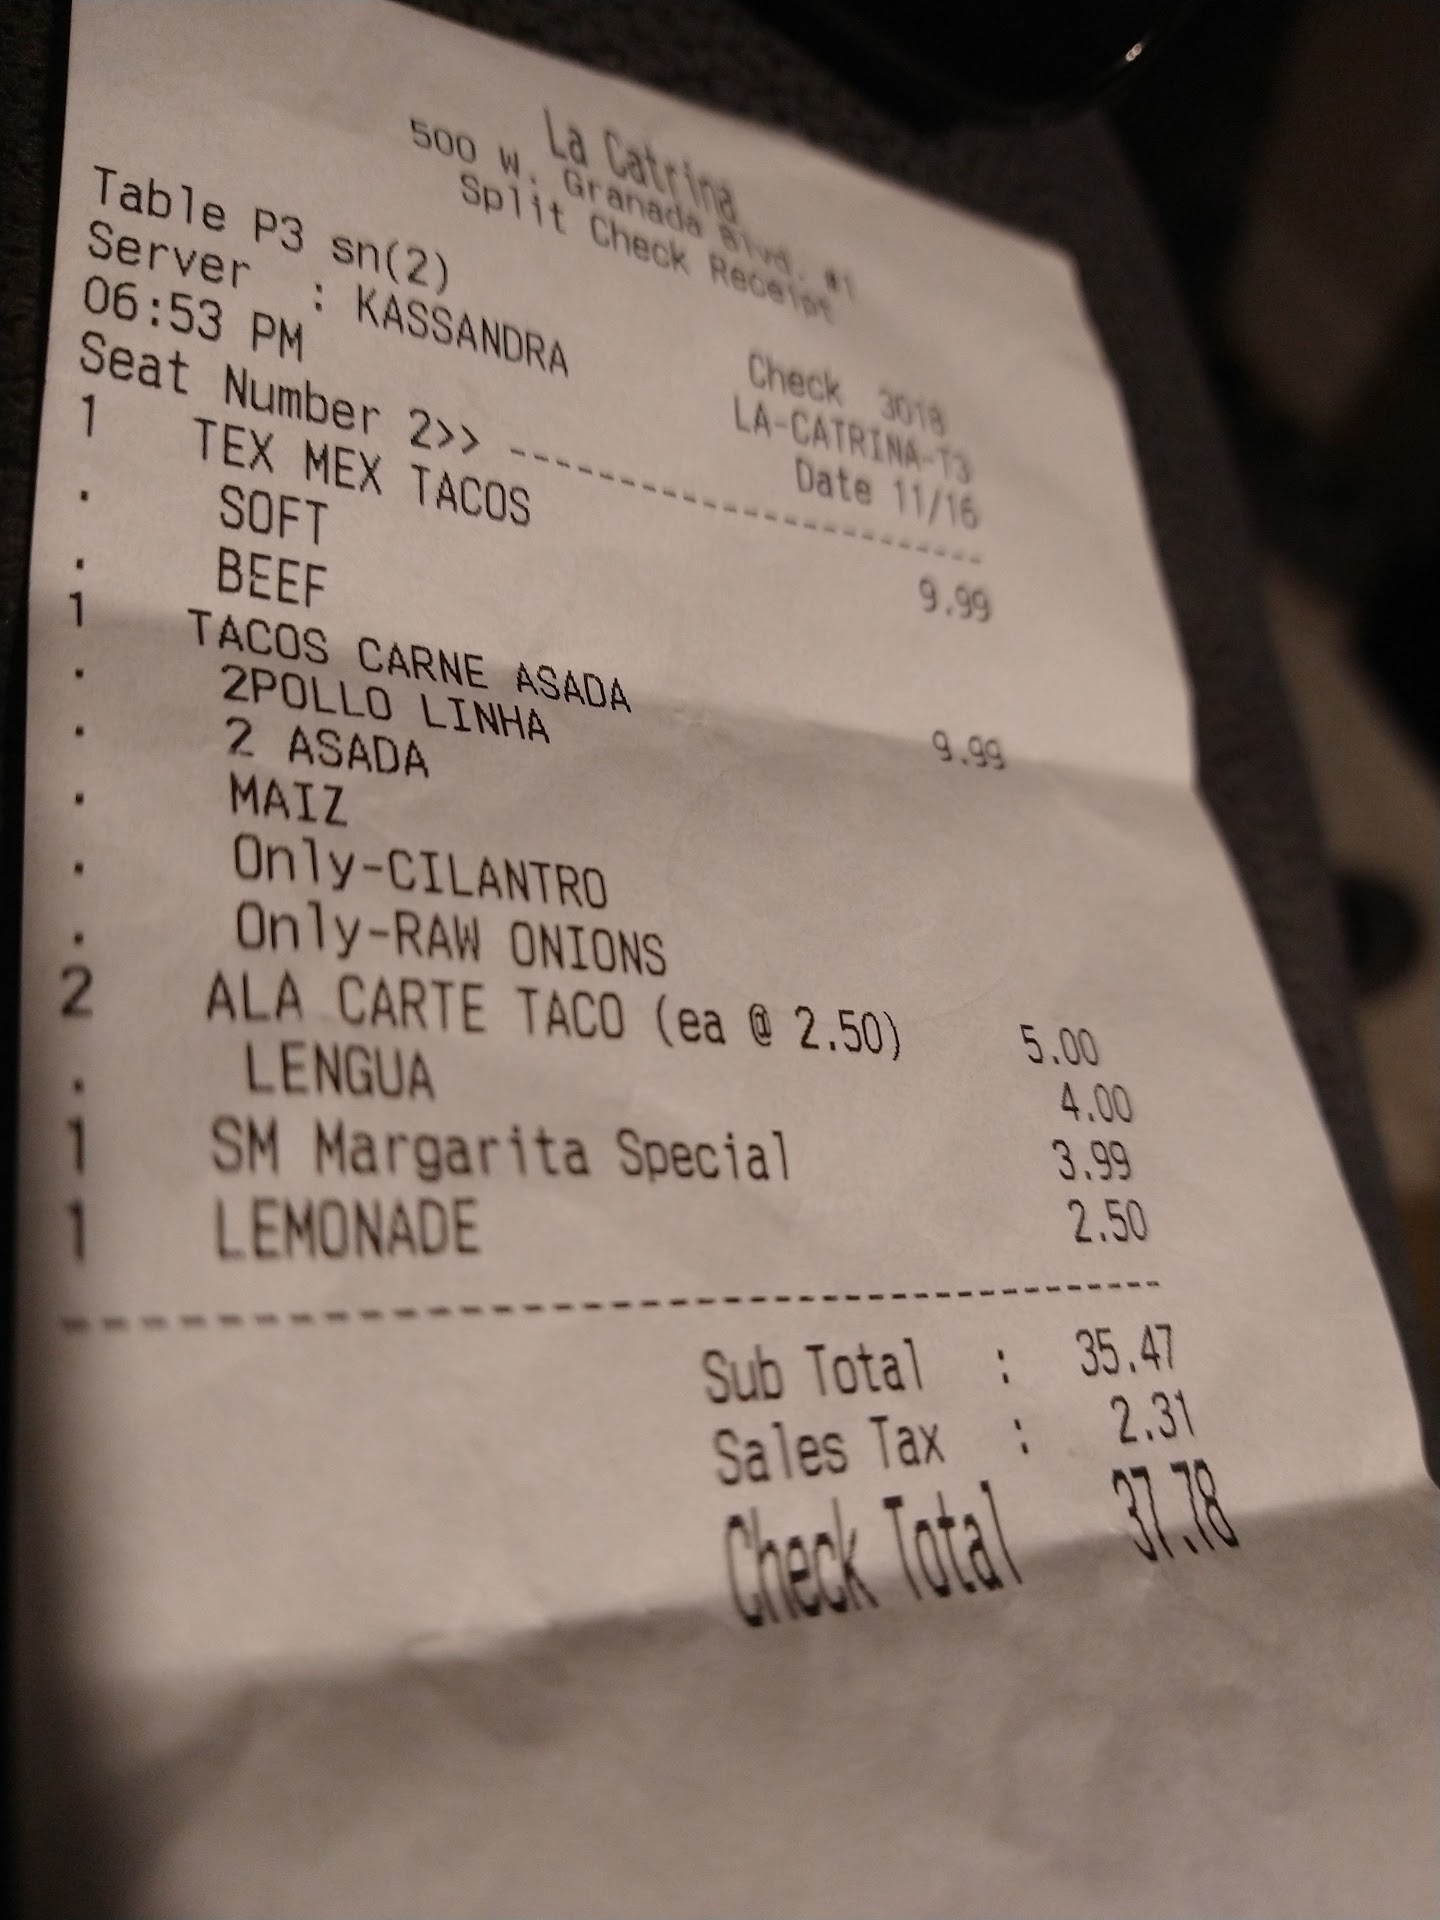 La Catrina
500 W. Granada Blvd. #1
Split Check Receipt
Table P3 sn(2) Check 3018
Server : KASSANDRA LA-CATRINA-T3
06:53 PM Date 11/16
Seat Number 2>> --------------------------------
1 TEX MEX TACOS 9.99
. SOFT
. BEEF
1 TACOS CARNE ASADA 9.99
. 2POLLO LINHA
. 2 ASADA
. MAIZ
. Only-CILANTRO
. Only-RAW ONIONS
2 ALA CARTE TACO (ea @ 2.50) 5.00
. LENGUA 4.00
1 SM Margarita Special 3.99
1 LEMONADE 2.50
----------------------------------------
Sub Total : 35.47
Sales Tax : 2.31
Check Total 37.78